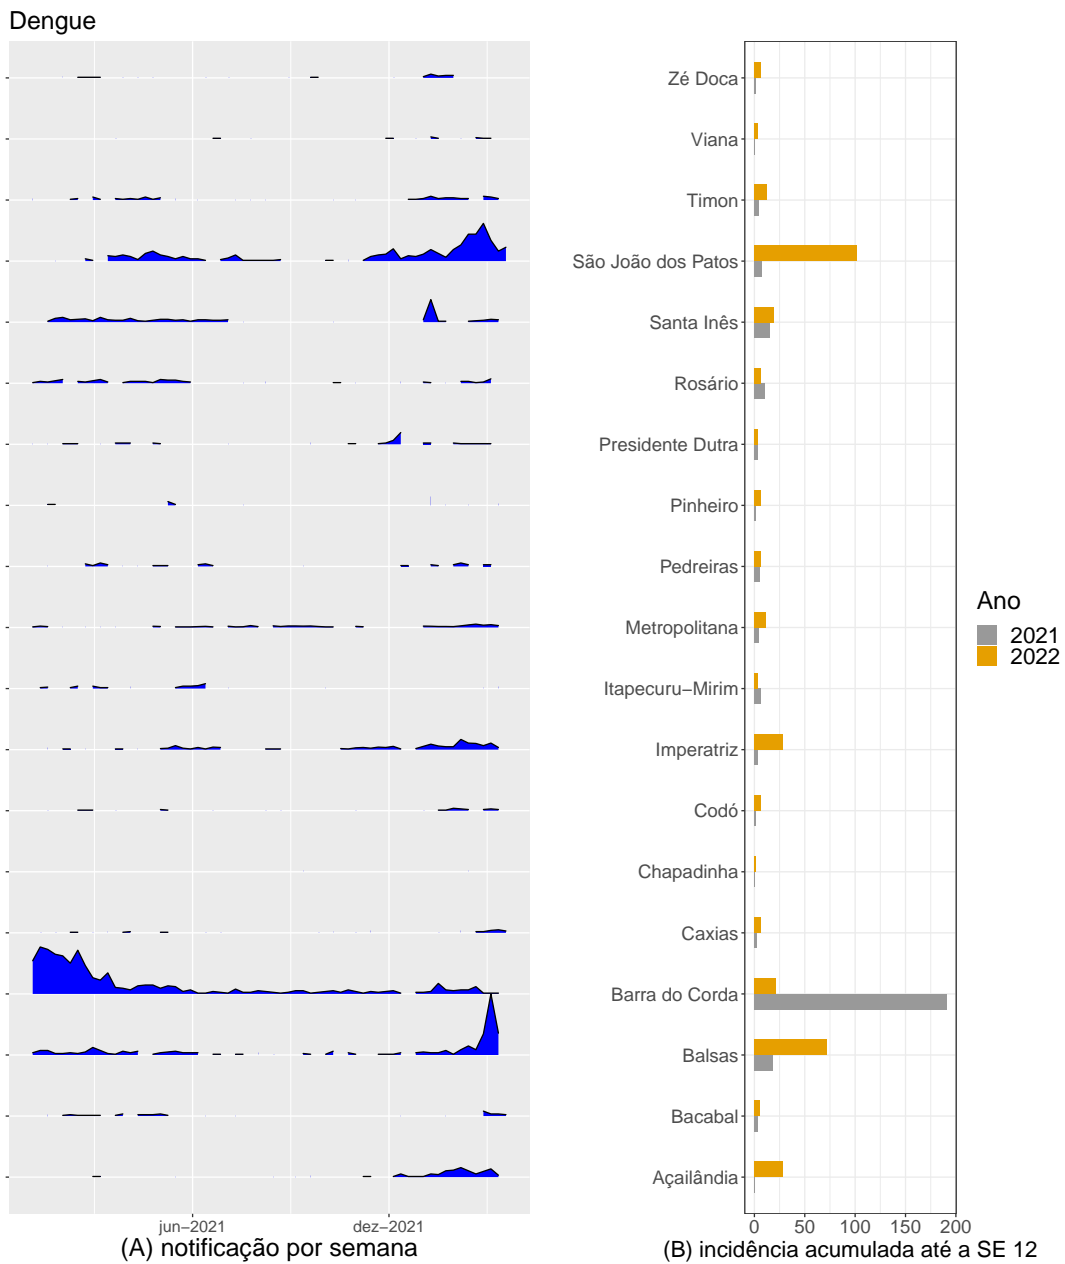 Dengue
Zé Doca
Viana
Timon
São João dos Patos
Santa Inês
Rosário
Presidente Dutra
Pinheiro
Pedreiras
Metropolitana
Itapecuru−Mirim
Imperatriz
Codó
Chapadinha
Caxias
Barra do Corda
Balsas
Bacabal
Açailândia
jun−2021 dez−2021
(A) notificação por semana
0 50 100 150 200
(B) incidência acumulada até a SE 12
Ano
2021
2022